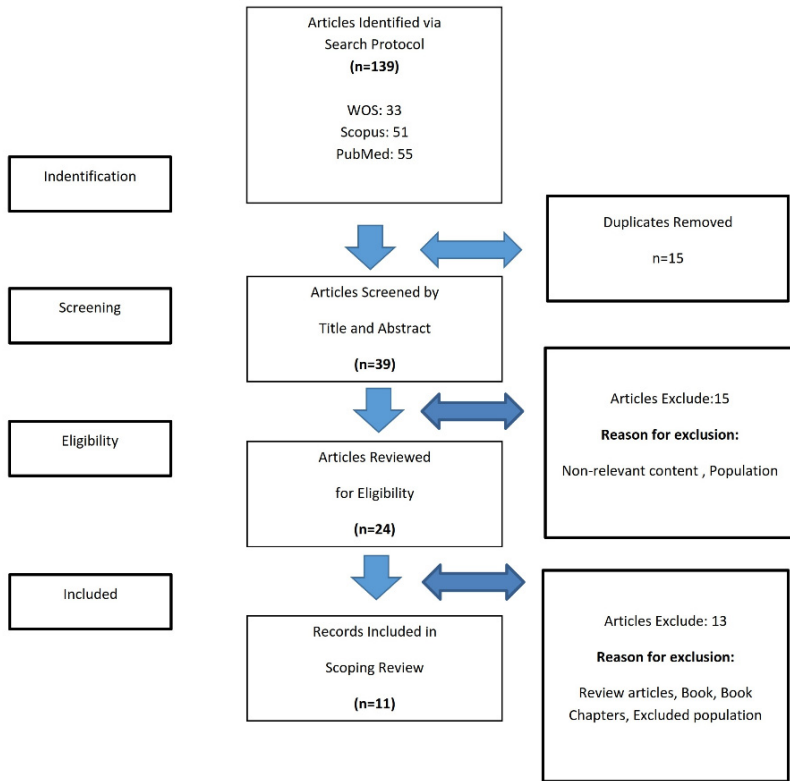 Articles Identified via
Search Protocol
(n=139)
WOS: 33
Scopus: 51
PubMed: 55
Indentification
Duplicates Removed
n=15
Screening
Articles Screened by
Title and Abstract
(n=39)
Articles Exclude:15
Reason for exclusion:
Non-relevant content , Population
Eligibility
Articles Reviewed
for Eligibility
(n=24)
Included
Articles Exclude: 13
Reason for exclusion:
Review articles, Book, Book
Chapters, Excluded population
Records Included in
Scoping Review
(n=11)